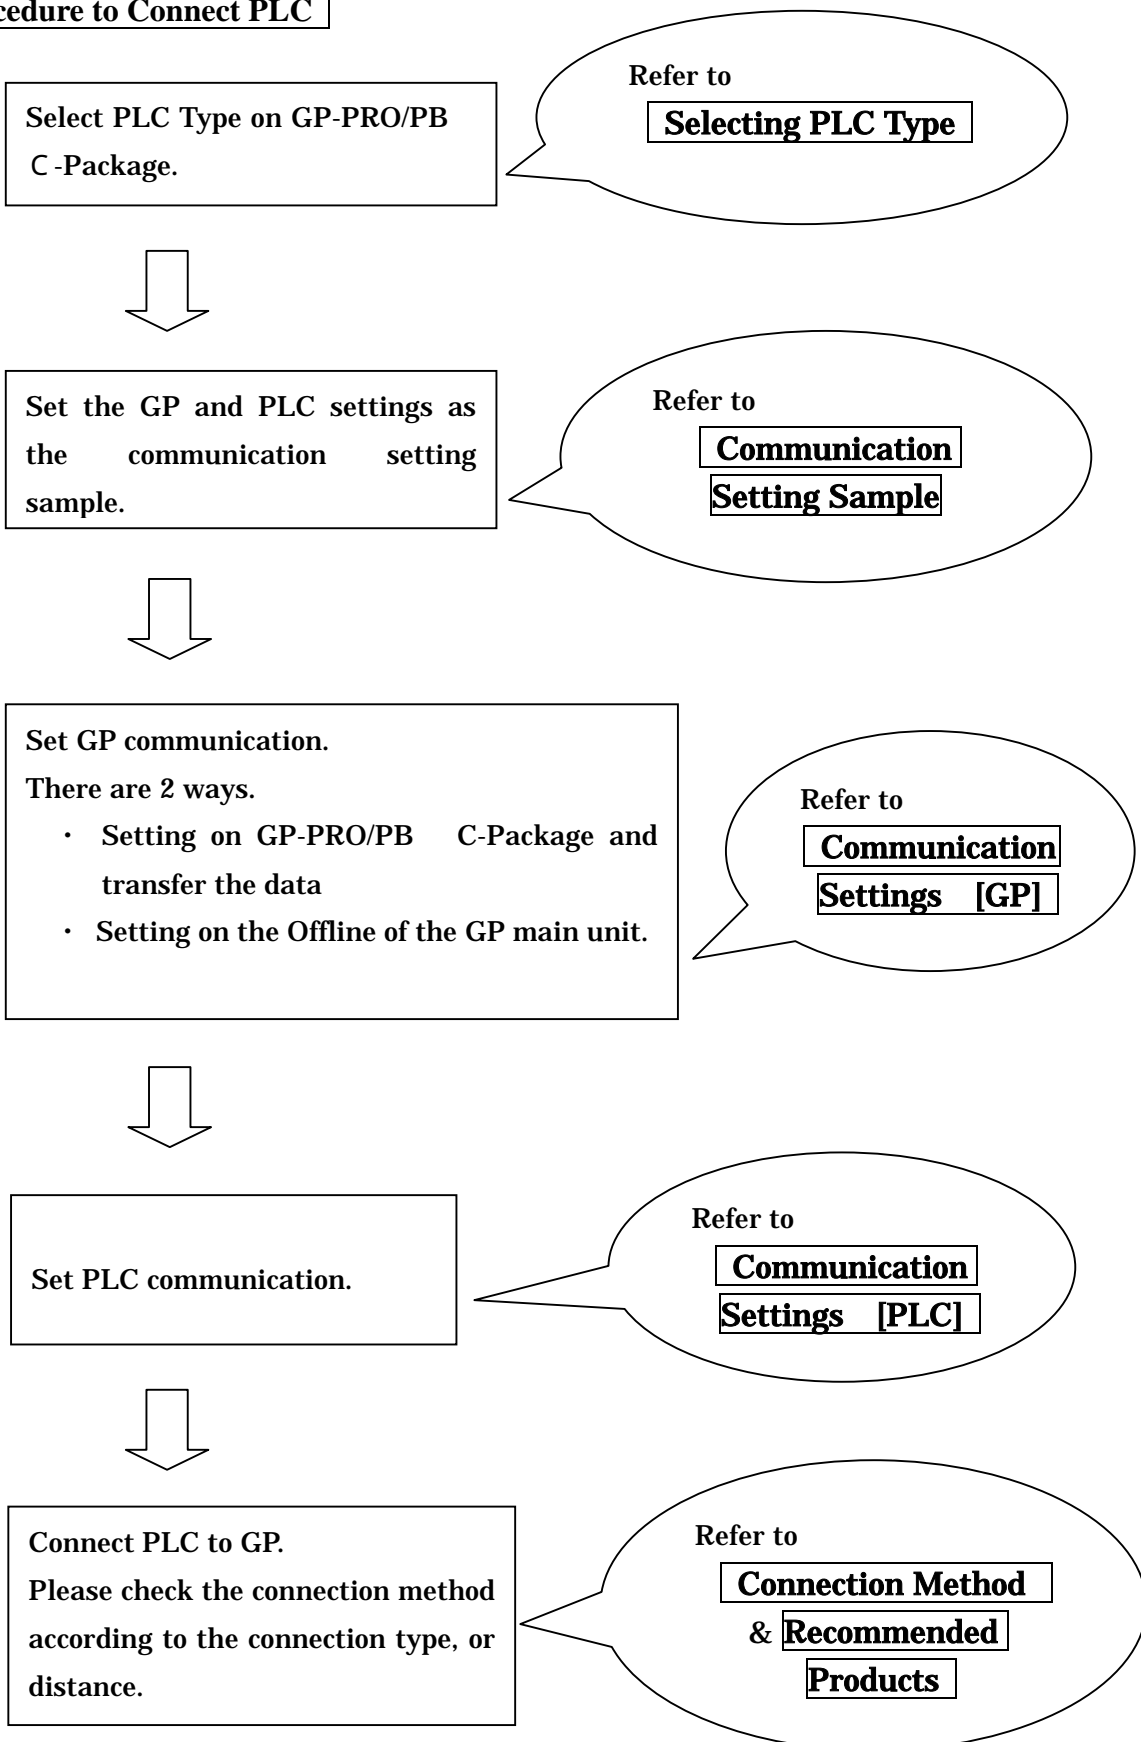 cedure to Connect PLC
Select PLC Type on GP-PRO/PB
C-Package.
Refer to
Selecting PLC Type
Set the GP and PLC settings as
the communication setting
sample.
Refer to
Communication
Setting Sample
Set GP communication.
There are 2 ways.
・ Setting on GP-PRO/PB C-Package and
transfer the data
・ Setting on the Offline of the GP main unit.
Refer to
Communication
Settings [GP]
Set PLC communication.
Refer to
Communication
Settings [PLC]
Connect PLC to GP.
Please check the connection method
according to the connection type, or
distance.
Refer to
Connection Method
& Recommended
Products